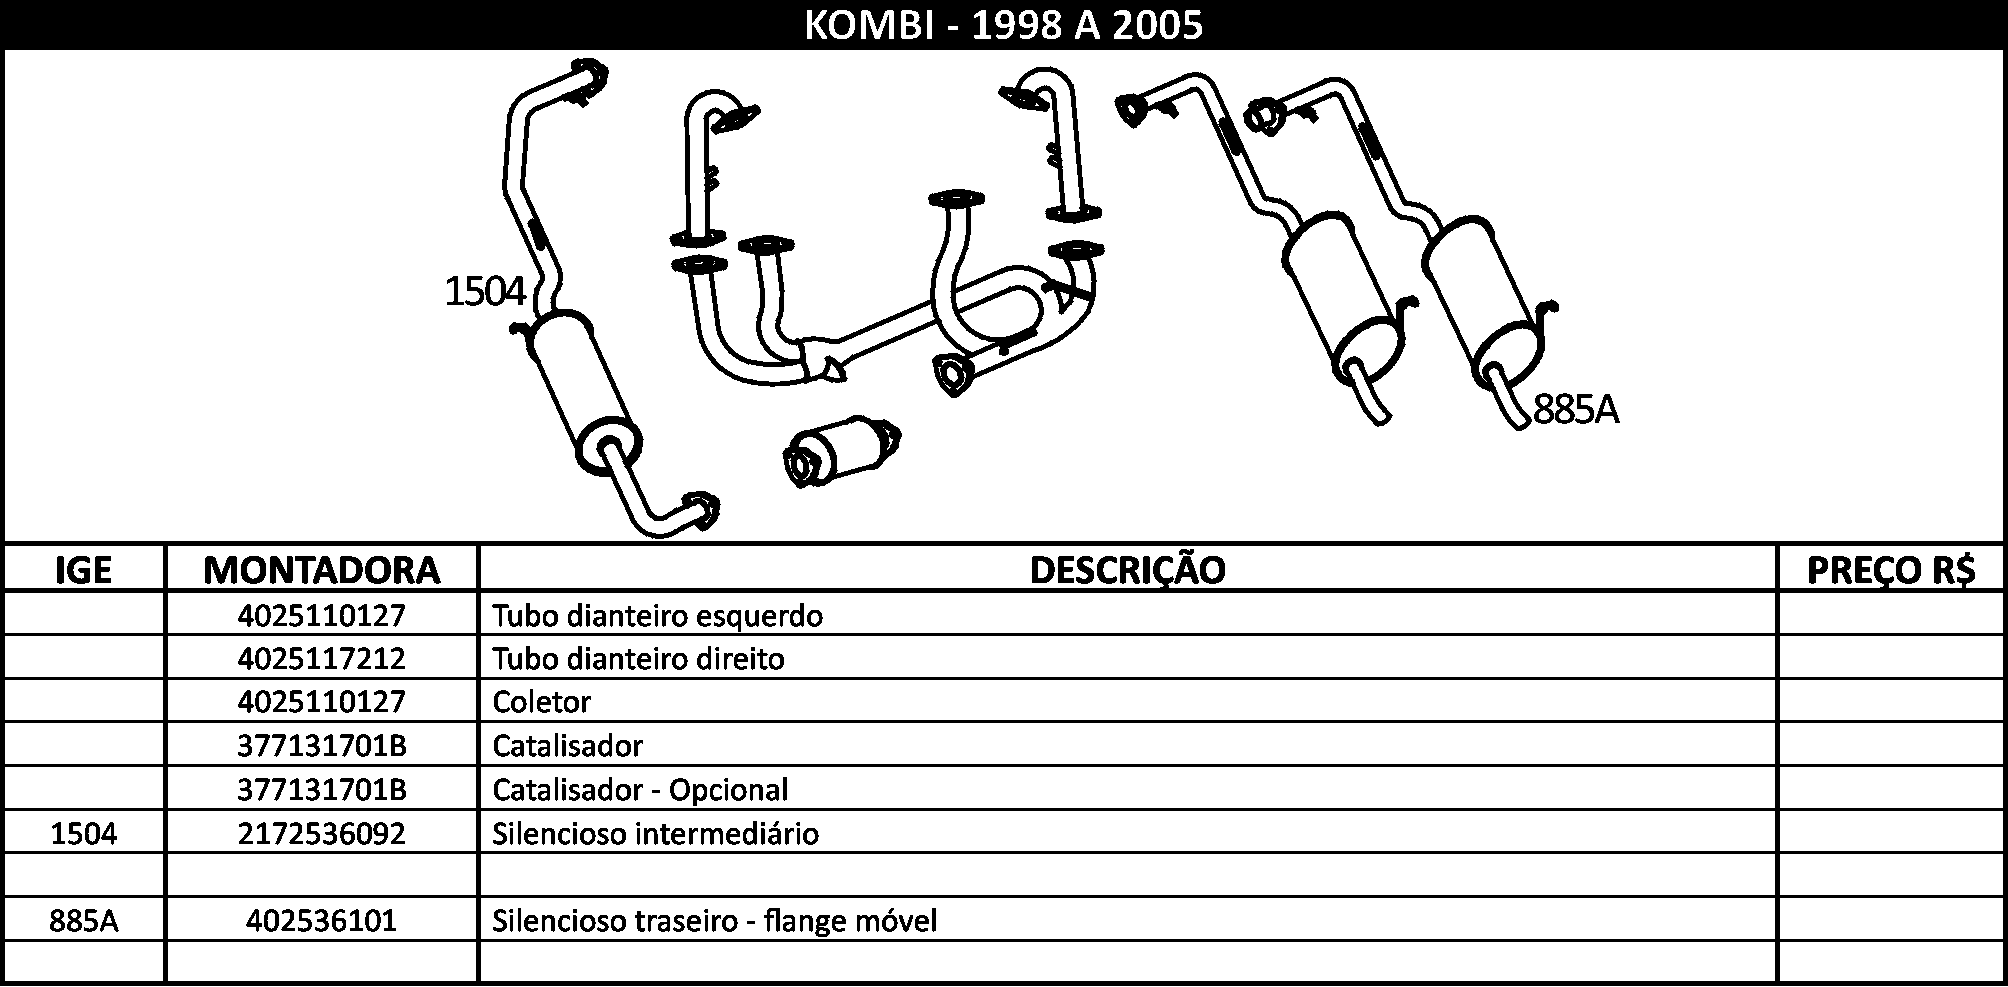 KOMBI - 1998 A 2005
1504
885A
IGE MONTADORA DESCRIÇÃO PREÇO R$
4025110127 Tubo dianteiro esquerdo
4025117212 Tubo dianteiro direito
4025110127 Coletor
377131701B Catalisador
377131701B Catalisador - Opcional
1504 2172536092 Silencioso intermediário
885A 402536101 Silencioso traseiro - flange móvel